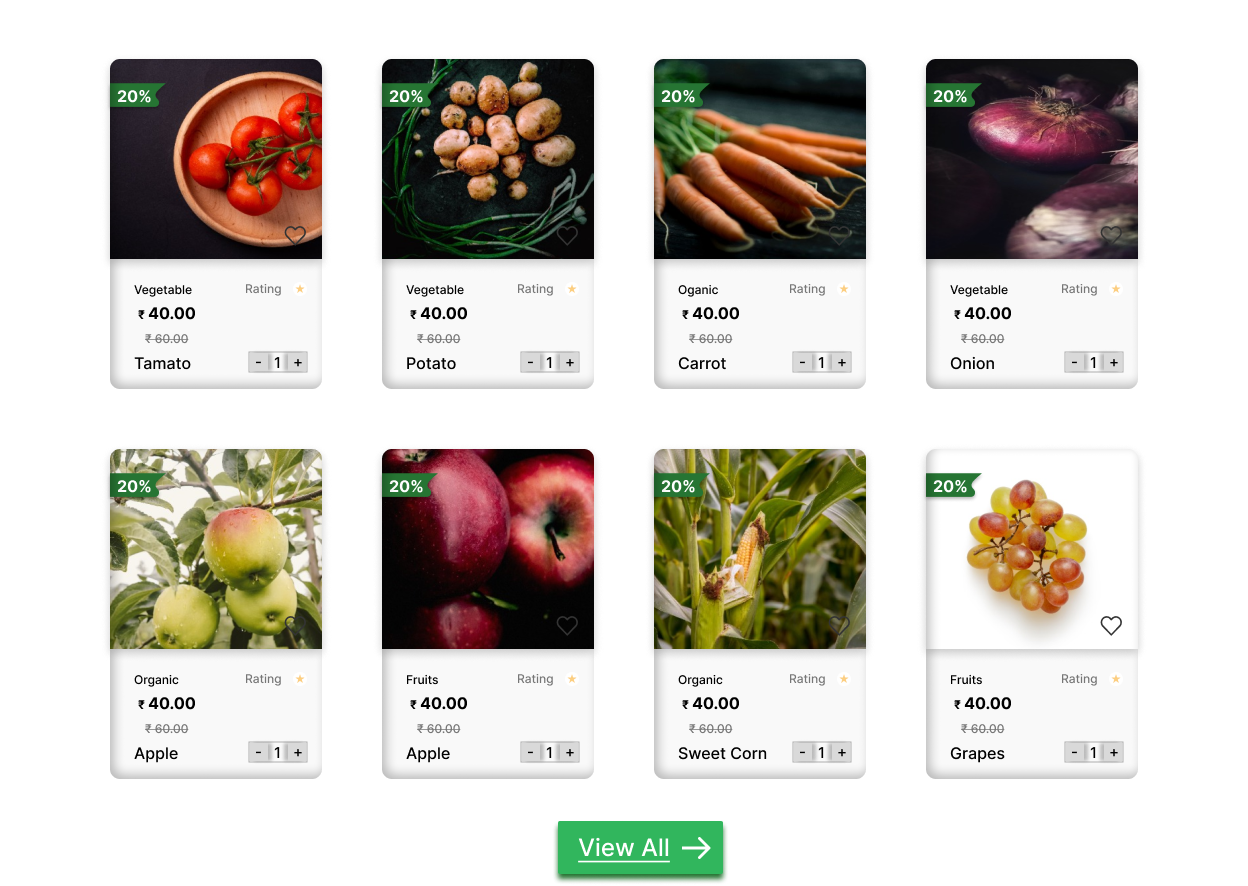 20% 20% 20% 20%
Vegetable Rating Vegetable Rating Oganic Rating Vegetable Rating
₹ 40.00 ₹ 40.00 ₹ 40.00 ₹ 40.00
₹ 60.00 ₹ 60.00 ₹ 60.00 ₹ 60.00
Tamato - 1 + Potato - 1 + Carrot - 1 + Onion - 1 +
20% 20% 20% 20%
Organic Rating Fruits Rating Organic Rating Fruits Rating
₹ 40.00 ₹ 40.00 ₹ 40.00 ₹ 40.00
₹ 60.00 ₹ 60.00 ₹ 60.00 ₹ 60.00
Apple - 1 + Apple - 1 + Sweet Corn - 1 + Grapes - 1 +
View All →